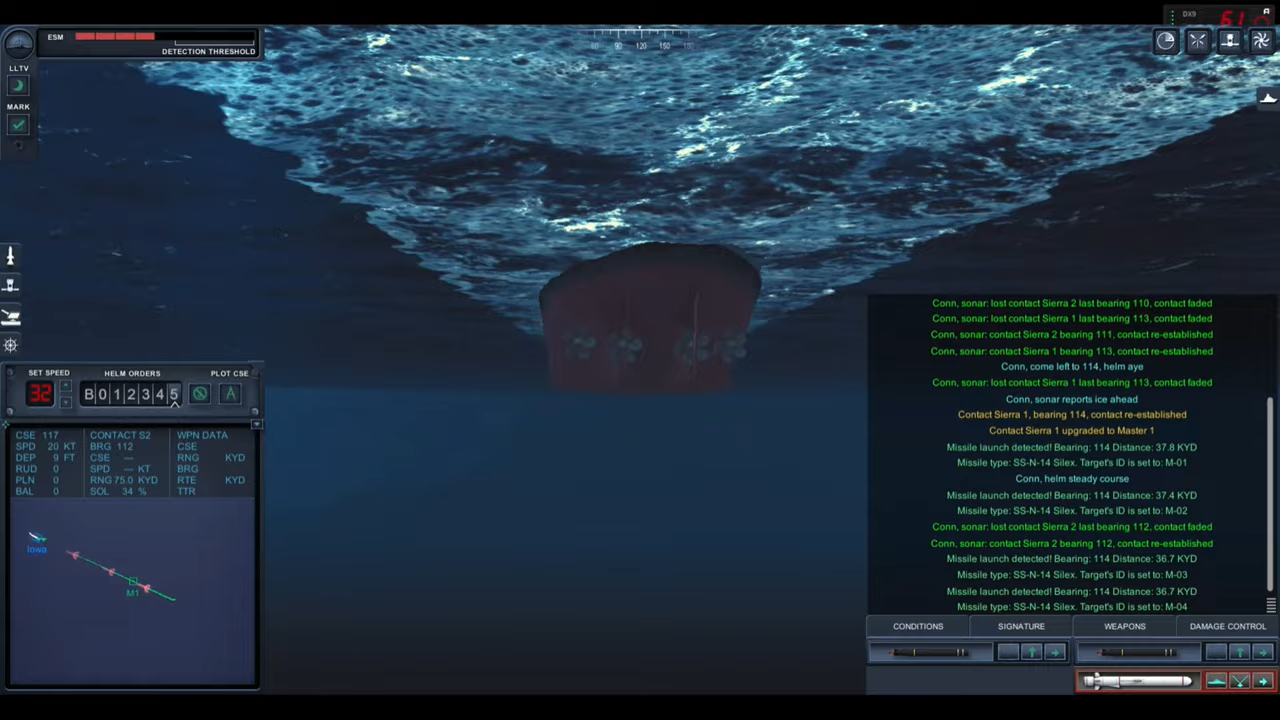 DX9 61 A
ESM
DETECTION THRESHOLD
60 90 120 150 180
LLTV
MARK
SET SPEED HELM ORDERS PLOT CSE
32 B 0 1 2 3 4 5
CSE 117 CONTACT S2 WPN DATA
SPD 20 KT BRG 112 CSE
DEP 9 FT CSE --- RNG KYD
RUD 0 SPD --- KT BRG
PLN 0 RNG 75.0 KYD RTE KYD
BAL 0 SOL 34 % TTR
Iowa
M1
Conn, sonar: lost contact Sierra 2 last bearing 110, contact faded
Conn, sonar: lost contact Sierra 1 last bearing 113, contact faded
Conn, sonar: contact Sierra 2 bearing 111, contact re-established
Conn, sonar: contact Sierra 1 bearing 113, contact re-established
Conn, come left to 114, helm aye
Conn, sonar: lost contact Sierra 1 last bearing 113, contact faded
Conn, sonar reports ice ahead
Contact Sierra 1, bearing 114, contact re-established
Contact Sierra 1 upgraded to Master 1
Missile launch detected! Bearing: 114 Distance: 37.8 KYD
Missile type: SS-N-14 Silex. Target's ID is set to: M-01
Conn, helm steady course
Missile launch detected! Bearing: 114 Distance: 37.4 KYD
Missile type: SS-N-14 Silex. Target's ID is set to: M-02
Conn, sonar: lost contact Sierra 2 last bearing 112, contact faded
Conn, sonar: contact Sierra 2 bearing 112, contact re-established
Missile launch detected! Bearing: 114 Distance: 36.7 KYD
Missile type: SS-N-14 Silex. Target's ID is set to: M-03
Missile launch detected! Bearing: 114 Distance: 36.7 KYD
Missile type: SS-N-14 Silex. Target's ID is set to: M-04
CONDITIONS SIGNATURE WEAPONS DAMAGE CONTROL